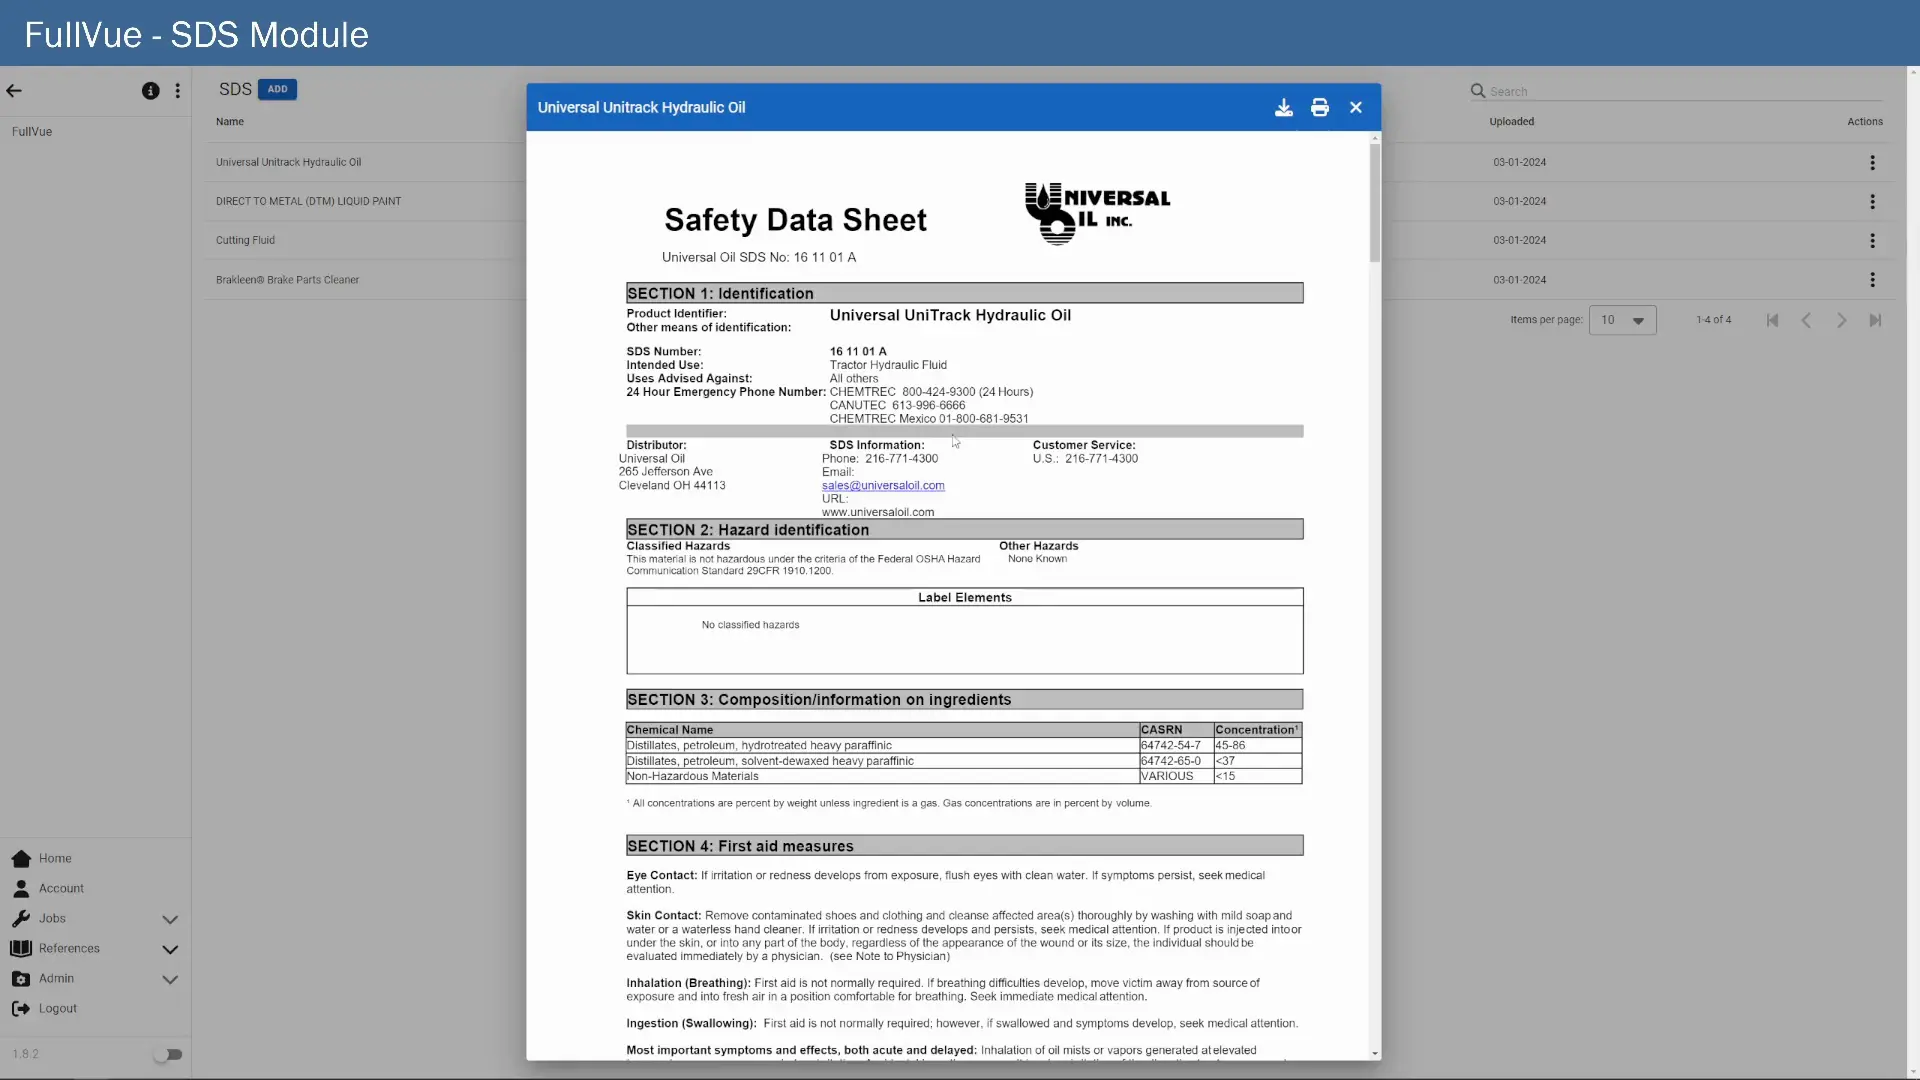 FullVue - SDS Module
SDS ADD
Search
FullVue
Name
Uploaded
Actions
Universal Unitrack Hydraulic Oil
03-01-2024
DIRECT TO METAL (DTM) LIQUID PAINT
03-01-2024
Cutting Fluid
03-01-2024
Brakleen® Brake Parts Cleaner
03-01-2024
Items per page: 10 1-4 of 4
Home
Account
Jobs
References
Admin
Logout
1.8.2
Universal Unitrack Hydraulic Oil
UNIVERSAL
OIL INC.
Safety Data Sheet
Universal Oil SDS No: 16 11 01 A
SECTION 1: Identification
Product Identifier: Universal UniTrack Hydraulic Oil
Other means of identification:
SDS Number: 16 11 01 A
Intended Use: Tractor Hydraulic Fluid
Uses Advised Against: All others
24 Hour Emergency Phone Number: CHEMTREC 800-424-9300 (24 Hours)
CANUTEC 613-996-6666
CHEMTREC Mexico 01-800-681-9531
Distributor: SDS Information: Customer Service:
Universal Oil Phone: 216-771-4300 U.S.: 216-771-4300
265 Jefferson Ave Email:
Cleveland OH 44113 sales@universaloil.com
URL:
www.universaloil.com
SECTION 2: Hazard identification
Classified Hazards Other Hazards
This material is not hazardous under the criteria of the Federal OSHA Hazard None Known
Communication Standard 29CFR 1910.1200.
Label Elements
No classified hazards
SECTION 3: Composition/information on ingredients
Chemical Name CASRN Concentration¹
Distillates, petroleum, hydrotreated heavy paraffinic 64742-54-7 45-86
Distillates, petroleum, solvent-dewaxed heavy paraffinic 64742-65-0 <37
Non-Hazardous Materials VARIOUS <15
¹ All concentrations are percent by weight unless ingredient is a gas. Gas concentrations are in percent by volume.
SECTION 4: First aid measures
Eye Contact: If irritation or redness develops from exposure, flush eyes with clean water. If symptoms persist, seek medical
attention.
Skin Contact: Remove contaminated shoes and clothing and cleanse affected area(s) thoroughly by washing with mild soap and
water or a waterless hand cleaner. If irritation or redness develops and persists, seek medical attention. If product is injected into or
under the skin, or into any part of the body, regardless of the appearance of the wound or its size, the individual should be
evaluated immediately by a physician. (see Note to Physician)
Inhalation (Breathing): First aid is not normally required. If breathing difficulties develop, move victim away from source of
exposure and into fresh air in a position comfortable for breathing. Seek immediate medical attention.
Ingestion (Swallowing): First aid is not normally required; however, if swallowed and symptoms develop, seek medical attention.
Most important symptoms and effects, both acute and delayed: Inhalation of oil mists or vapors generated at elevated